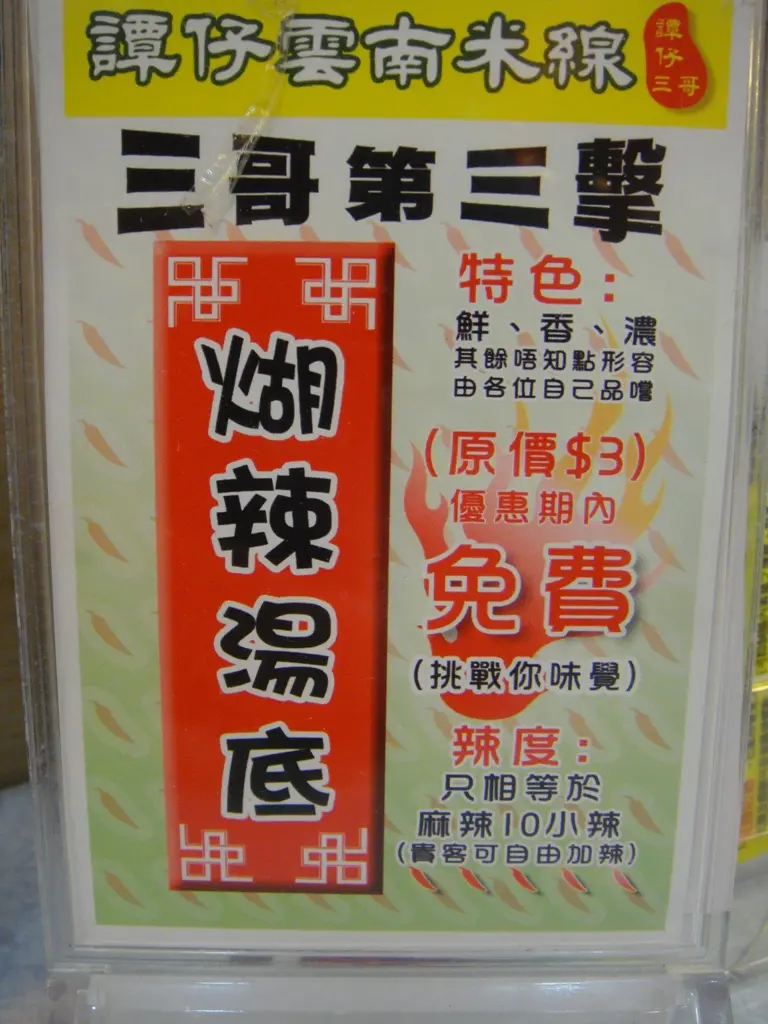 譚仔雲南米線
譚仔
三哥
三哥第三擊
煳辣湯底
特色：
鮮、香、濃
其餘唔知點形容
由各位自己品嚐
(原價$3)
優惠期內
免費
(挑戰你味覺)
辣度：
只相等於
麻辣10小辣
(貴客可自由加辣)